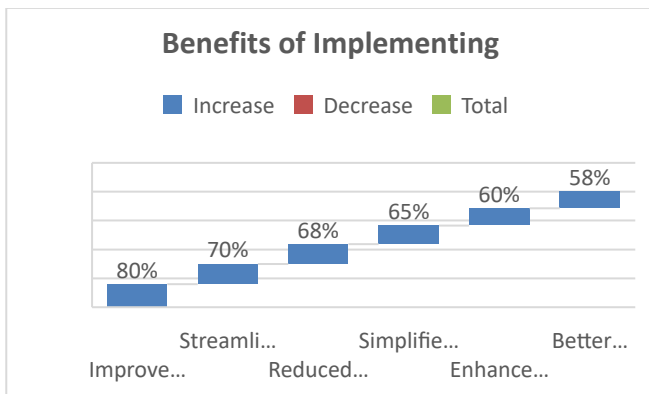 Benefits of Implementing
Increase Decrease Total
80% 70% 68% 65% 60% 58%
Streamli... Simplifie... Better...
Improve... Reduced... Enhance...